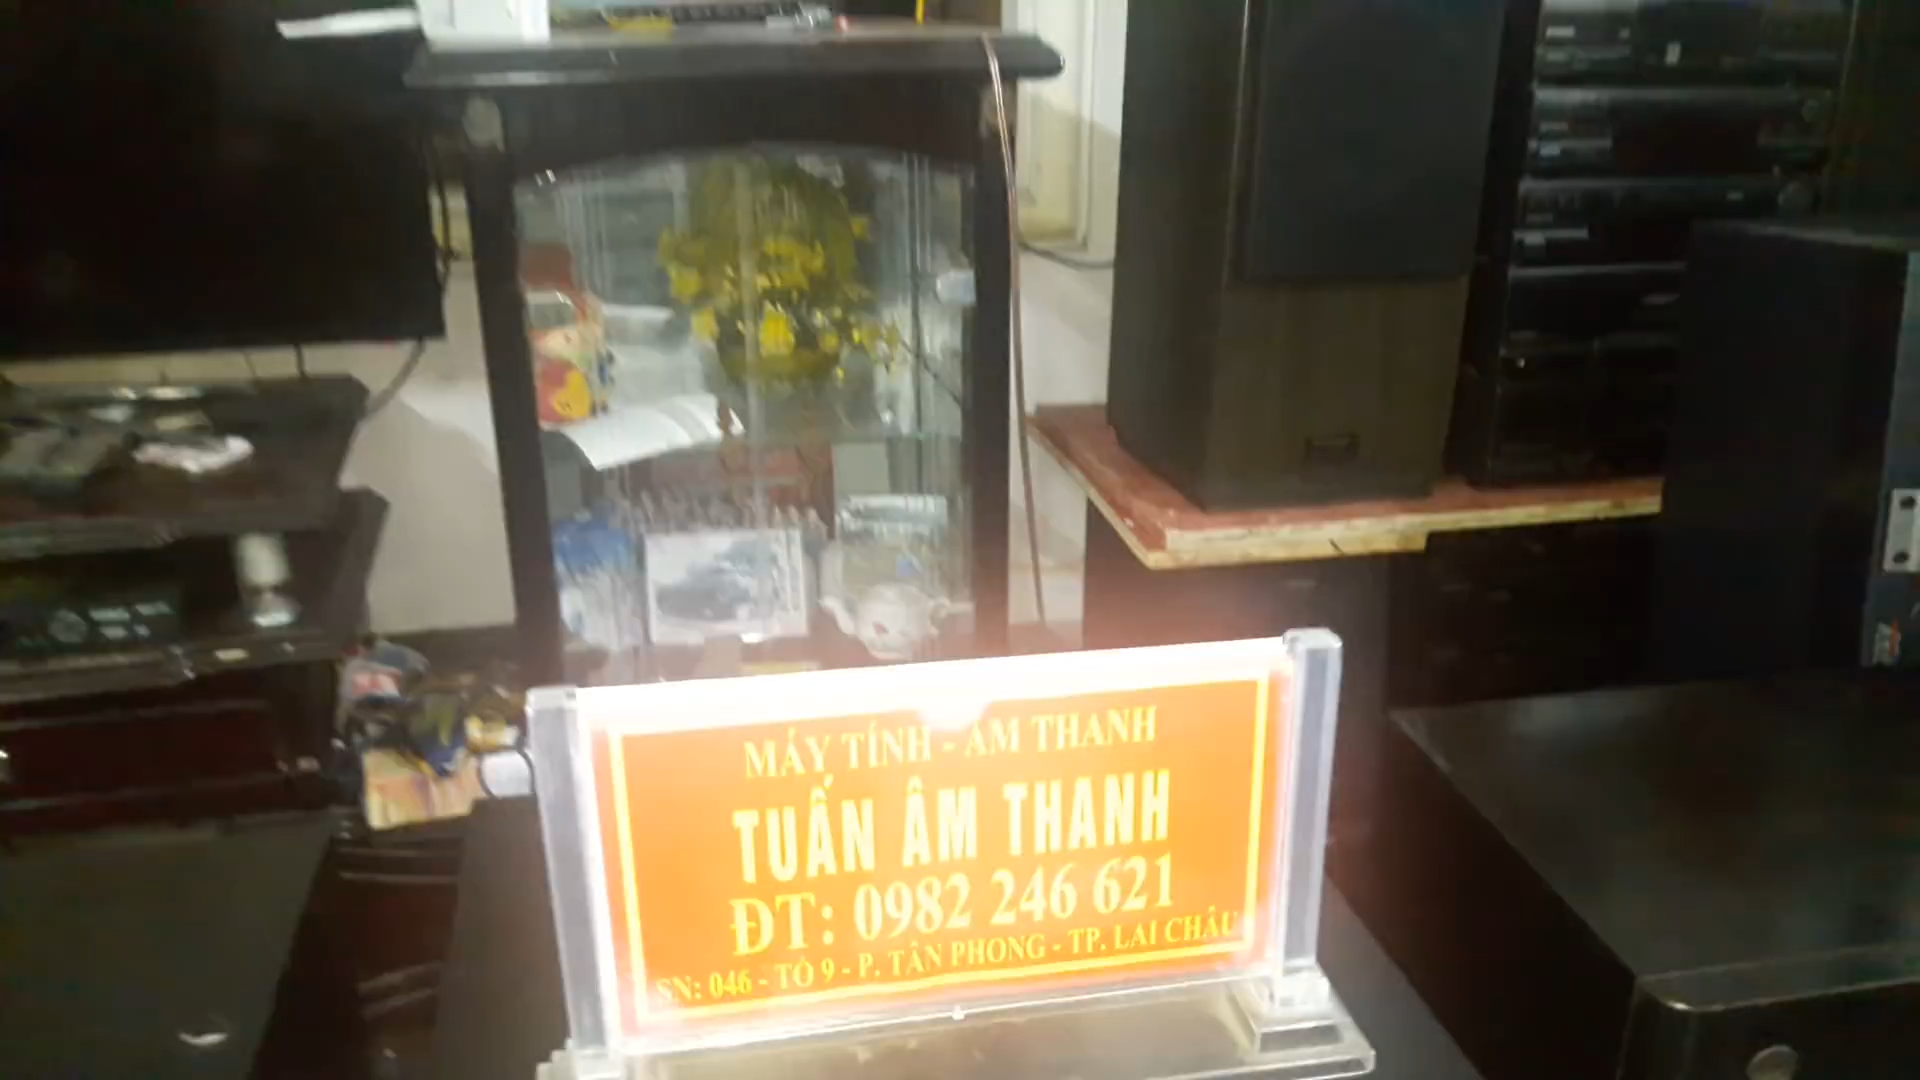 MÁY TÍNH - ÂM THANH
TUẤN ÂM THANH
ĐT: 0982 246 621
SN: 046 - TỔ 9 - P. TÂN PHONG - TP. LAI CHÂU